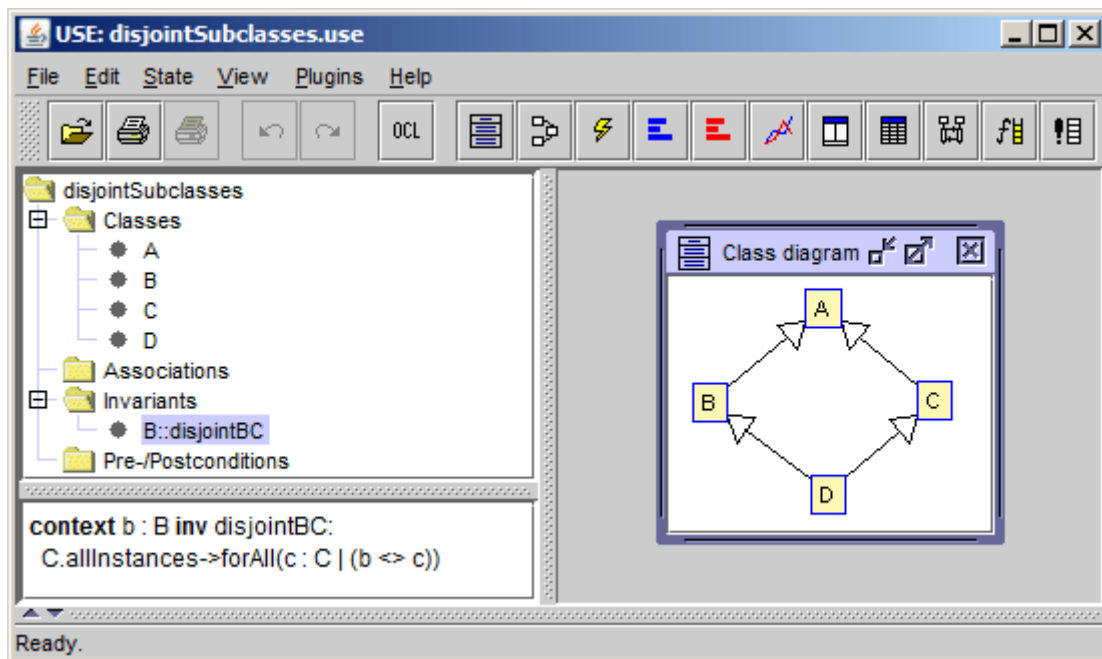 USE: disjointSubclasses.use
File Edit State View Plugins Help
OCL
disjointSubclasses
Classes
A
B
C
D
Associations
Invariants
B::disjointBC
Pre-/Postconditions
context b : B inv disjointBC:
C.allInstances->forAll(c : C | (b <> c))
Class diagram
A
B
C
D
Ready.